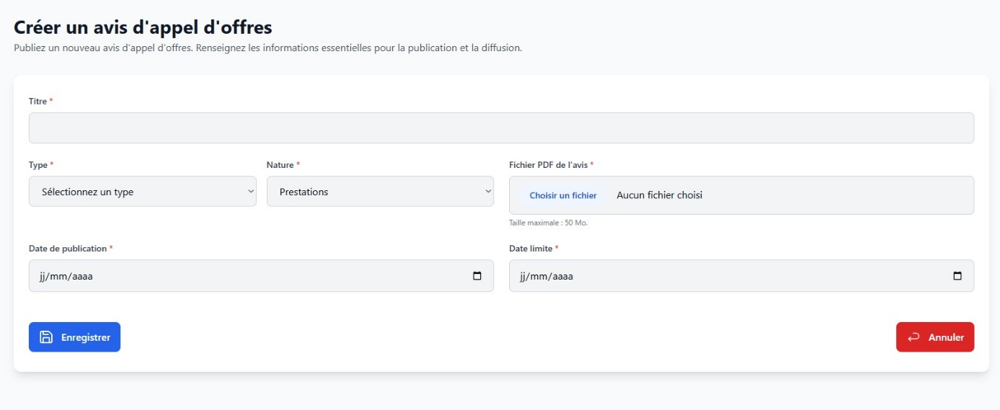 Créer un avis d'appel d'offres
Publiez un nouveau avis d'appel d'offres. Renseignez les informations essentielles pour la publication et la diffusion.
Titre *
Type *
Nature *
Fichier PDF de l'avis *
Sélectionnez un type
Prestations
Choisir un fichier
Aucun fichier choisi
Taille maximale : 50 Mo.
Date de publication *
Date limite *
jj/mm/aaaa
jj/mm/aaaa
Enregistrer
Annuler